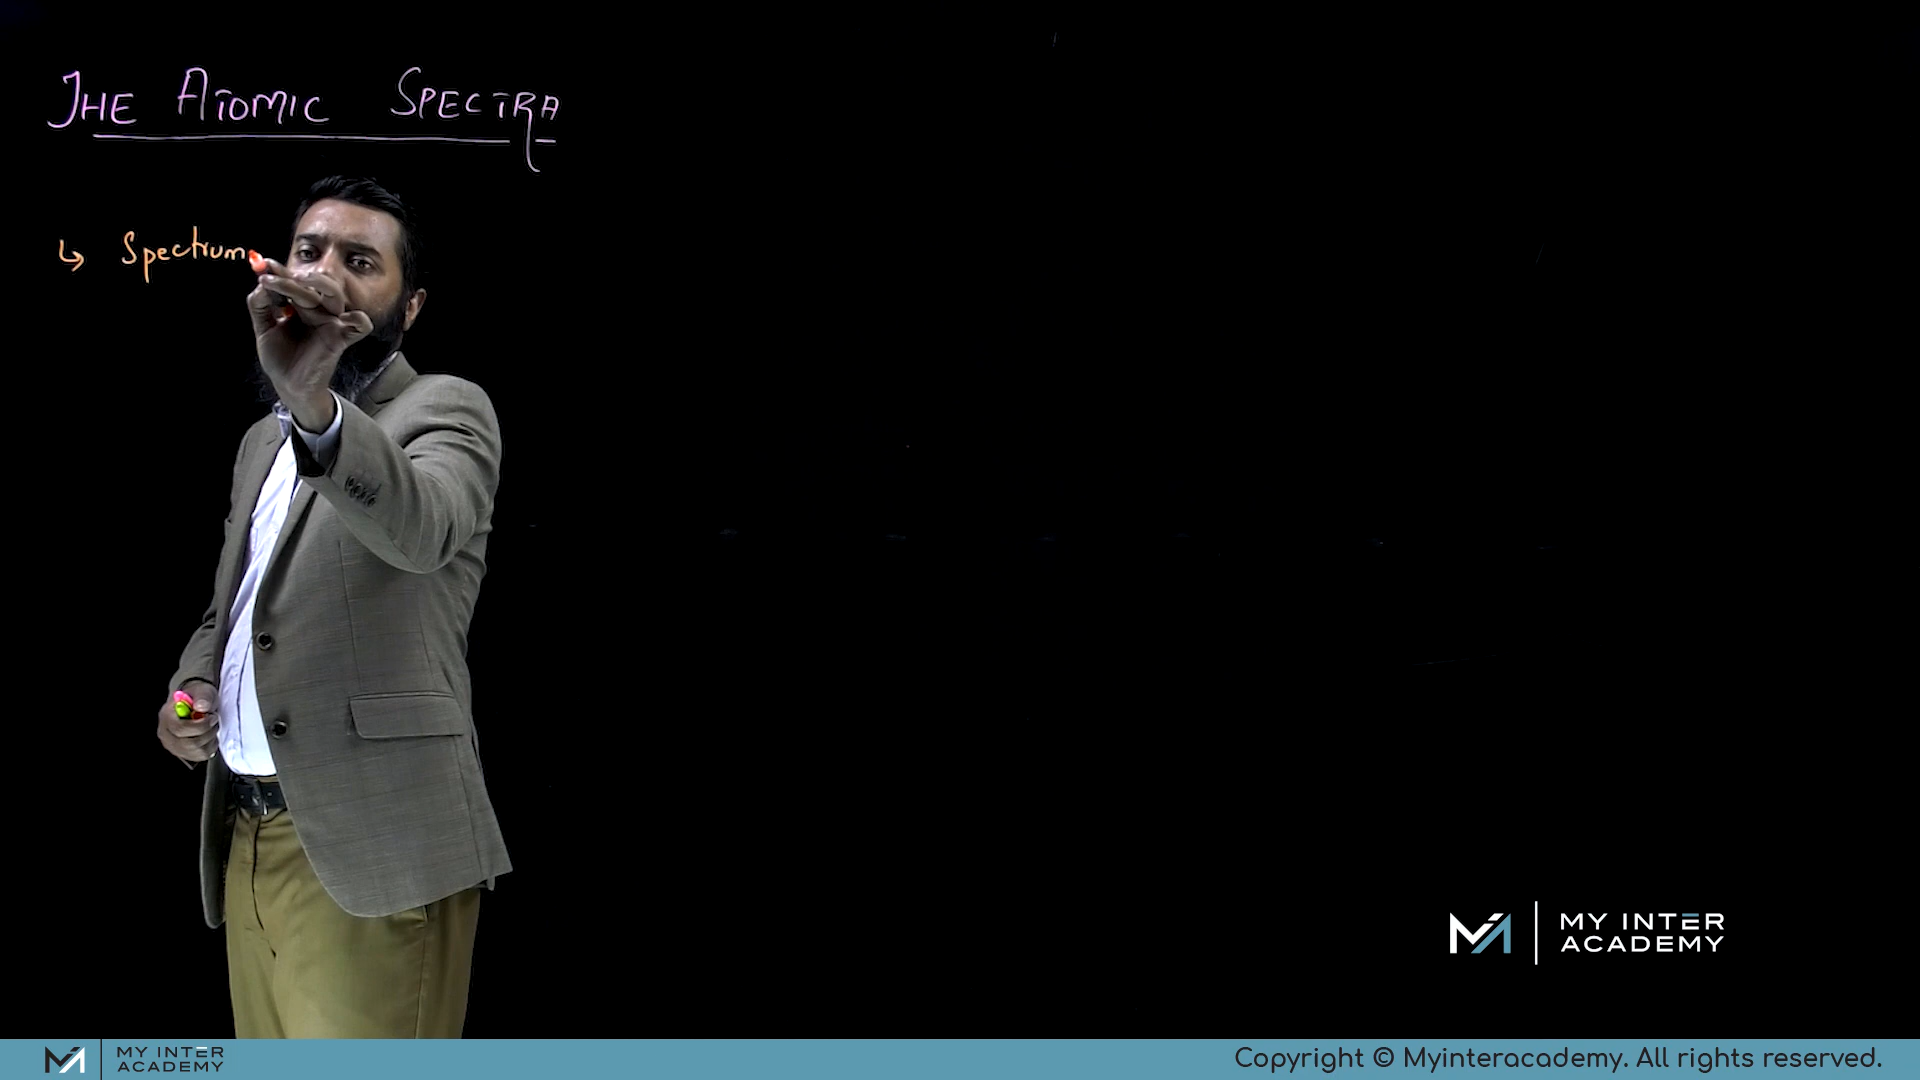 THE ATOMIC SPECTRA
↳ Spectrum
MY INTER
ACADEMY
MY INTER
ACADEMY
Copyright © Myinteracademy. All rights reserved.